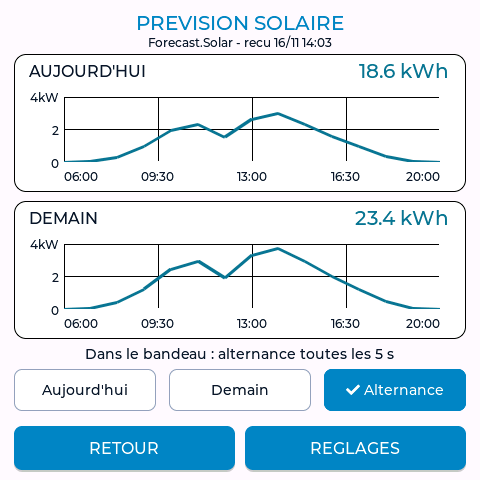 PREVISION SOLAIRE
Forecast.Solar - recu 16/11 14:03
AUJOURD'HUI 18.6 kWh
4kW
2
0
06:00 09:30 13:00 16:30 20:00
DEMAIN 23.4 kWh
4kW
2
0
06:00 09:30 13:00 16:30 20:00
Dans le bandeau : alternance toutes les 5 s
Aujourd'hui Demain Alternance
RETOUR REGLAGES